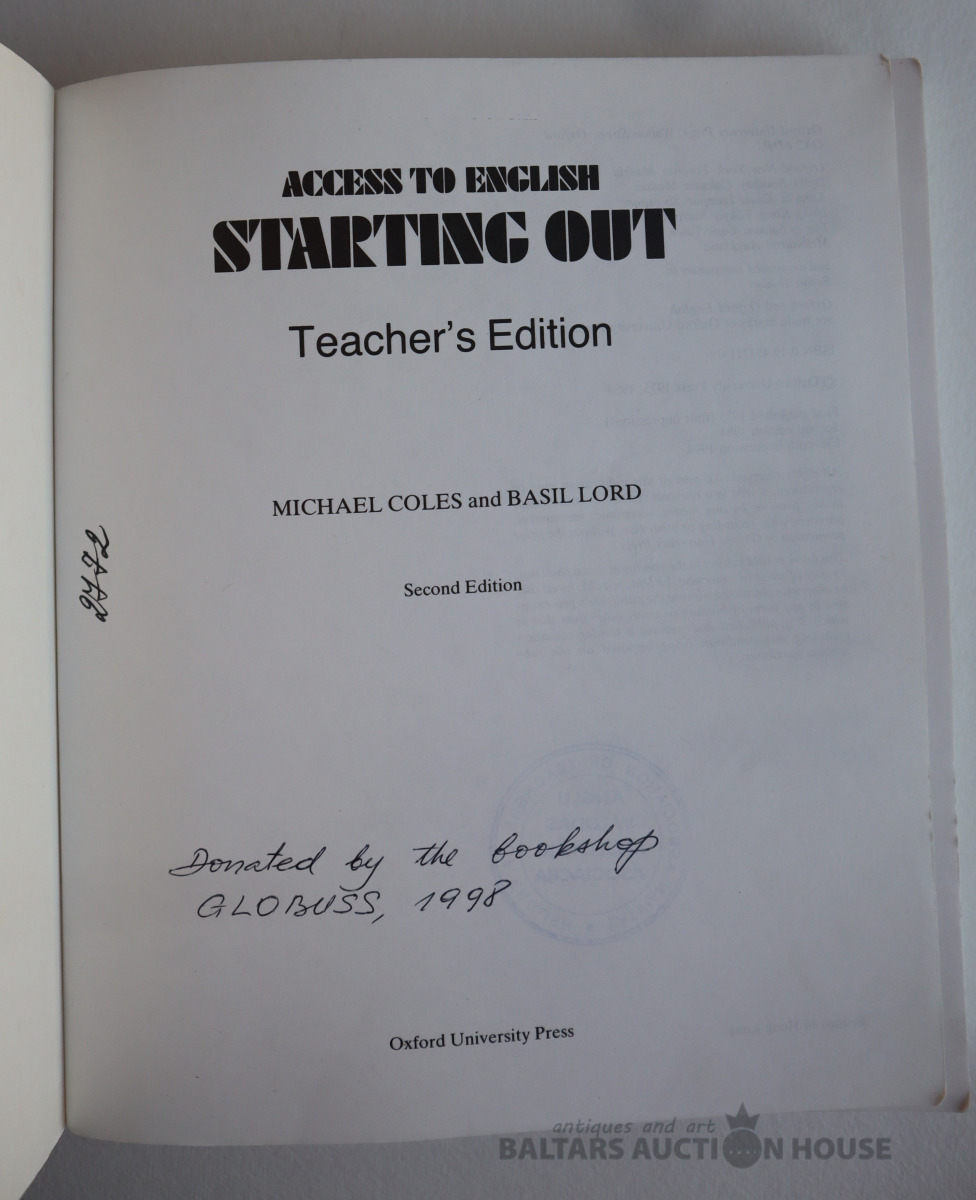 ACCESS TO ENGLISH
STARTING OUT
Teacher's Edition
MICHAEL COLES and BASIL LORD
Second Edition
2772
Donated by the bookshop
GLOBUSS, 1998
Oxford University Press
antiques and art
BALTARS AUCTION HOUSE